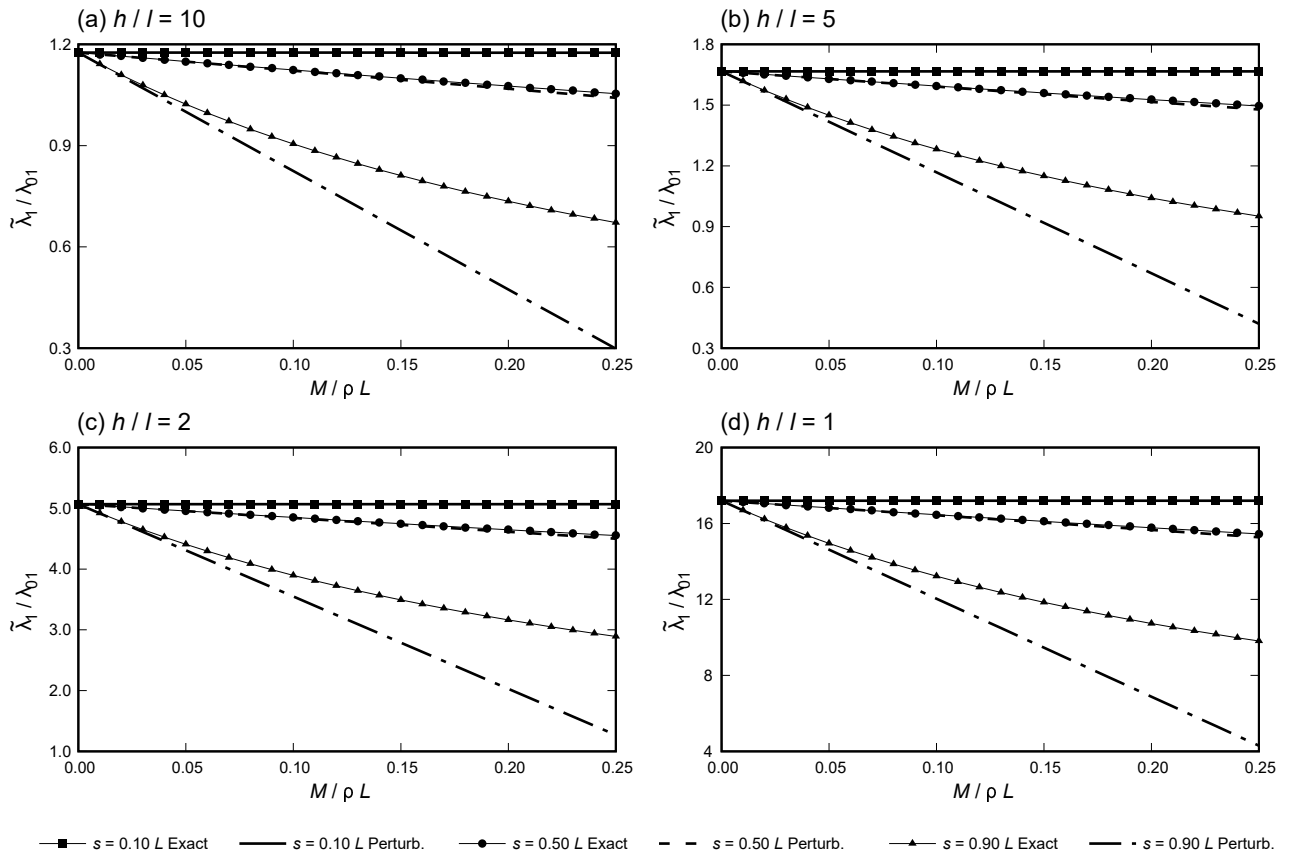 (a) h / l = 10
1.2
0.9
0.6
0.3
λ̃₁ / λ₀₁
0.00 0.05 0.10 0.15 0.20 0.25
M / ρ L
(b) h / l = 5
1.8
1.5
1.2
0.9
0.6
0.3
λ̃₁ / λ₀₁
0.00 0.05 0.10 0.15 0.20 0.25
M / ρ L
(c) h / l = 2
6.0
5.0
4.0
3.0
2.0
1.0
λ̃₁ / λ₀₁
0.00 0.05 0.10 0.15 0.20 0.25
M / ρ L
(d) h / l = 1
20
16
12
8
4
λ̃₁ / λ₀₁
0.00 0.05 0.10 0.15 0.20 0.25
M / ρ L
s = 0.10 L Exact s = 0.10 L Perturb. s = 0.50 L Exact s = 0.50 L Perturb. s = 0.90 L Exact s = 0.90 L Perturb.